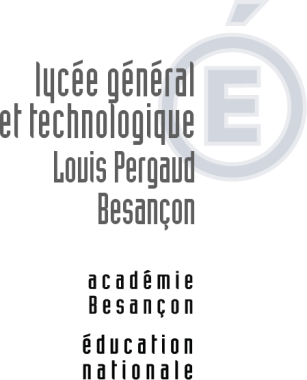 É
lycée général
et technologique
Louis Pergaud
Besançon
académie
Besançon
éducation
nationale